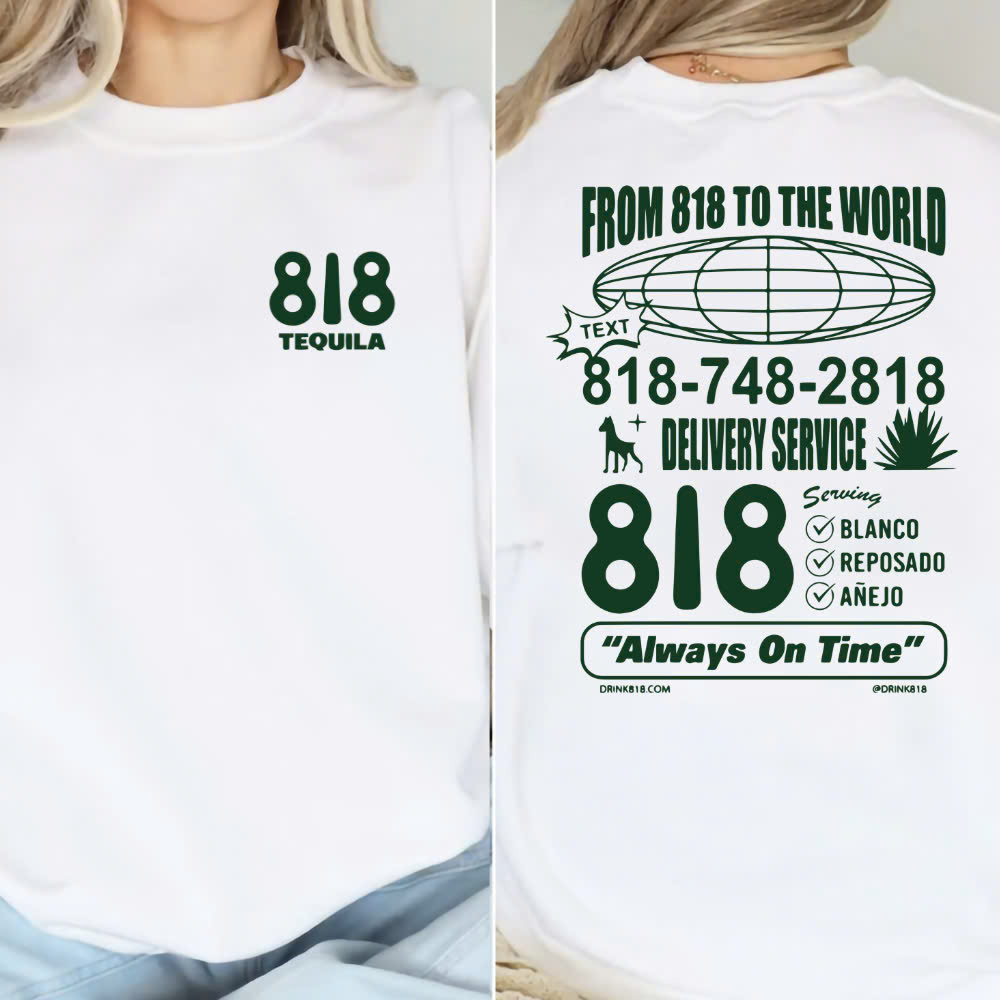 818
TEQUILA
FROM 818 TO THE WORLD
TEXT
818-748-2818
DELIVERY SERVICE
818
Serving
BLANCO
REPOSADO
AÑEJO
“Always On Time”
DRINK818.COM
@DRINK818